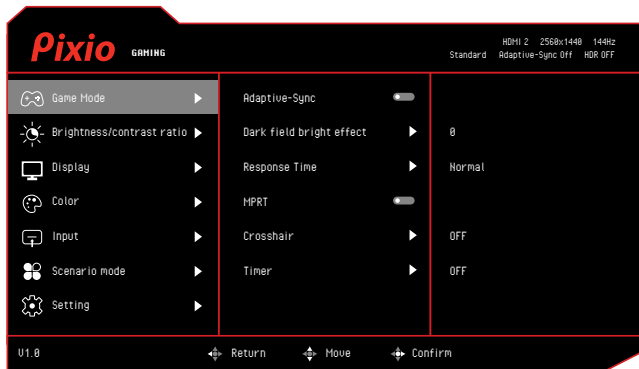 Pixio GAMING
HDMI 2 2560x1440 144Hz
Standard Adaptive-Sync Off HDR OFF
Game Mode
Brightness/contrast ratio
Display
Color
Input
Scenario mode
Setting
Adaptive-Sync
Dark field bright effect 0
Response Time Normal
MPRT
Crosshair OFF
Timer OFF
V1.0 Return Move Confirm